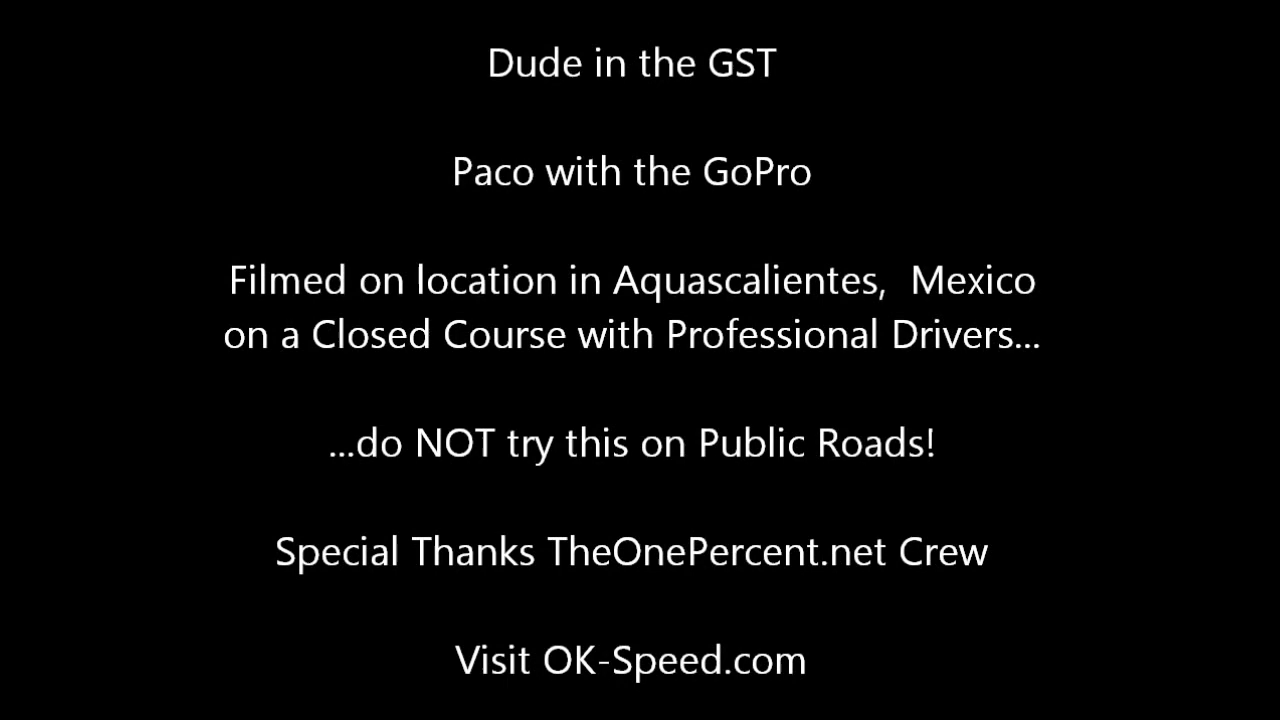 Dude in the GST
Paco with the GoPro
Filmed on location in Aquascalientes,  Mexico
on a Closed Course with Professional Drivers...
...do NOT try this on Public Roads!
Special Thanks TheOnePercent.net Crew
Visit OK-Speed.com